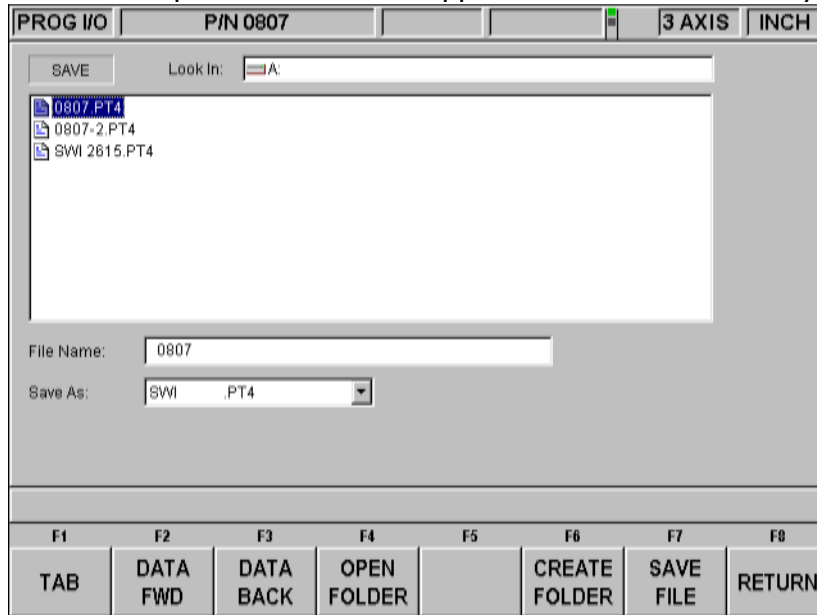 PROG I/O P/N 0807 3 AXIS INCH
SAVE Look In: A:
0807.PT4
0807-2.PT4
SWI 2615.PT4
File Name: 0807
Save As: SWI .PT4
F1 F2 F3 F4 F5 F6 F7 F8
TAB DATA FWD DATA BACK OPEN FOLDER CREATE FOLDER SAVE FILE RETURN